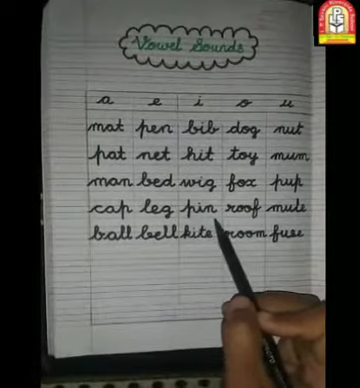 Vowel Sounds
a e i o u
mat pen bib dog nut
pat net hit toy mum
man bed wig fox pup
cap leg pin roof mule
ball bell kite room fuse